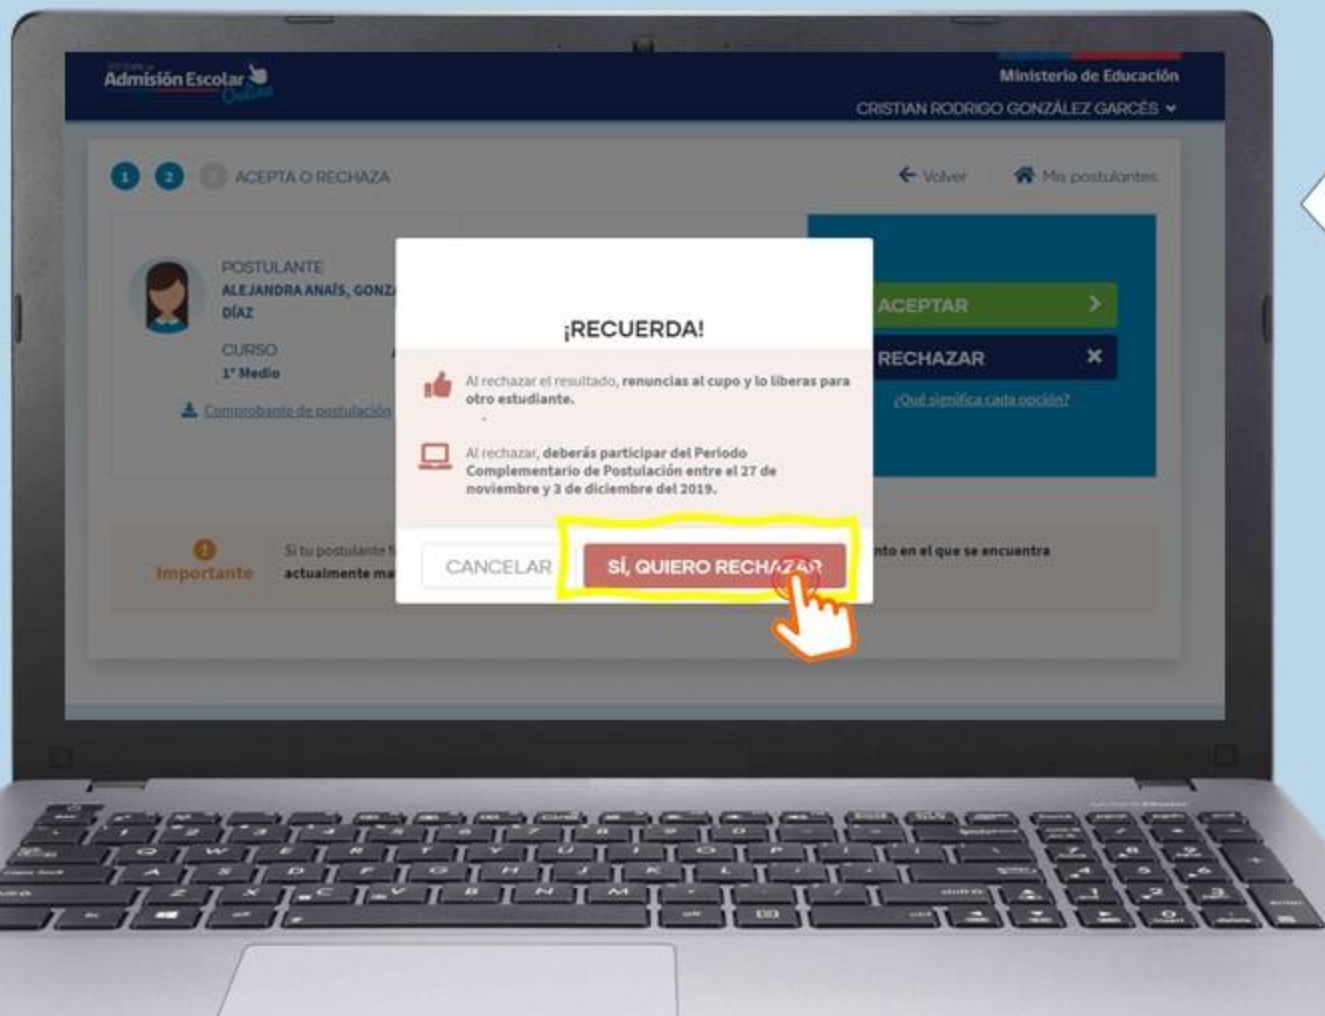 Admisión Escolar
Online
Ministerio de Educación
CRISTIAN RODRIGO GONZÁLEZ GARCÉS
1 2 ACEPTA O RECHAZA
Volver
Mis postulantes
POSTULANTE
ALEJANDRA ANAÍS, GONZ
DÍAZ
CURSO
1° Medio
Comprobante de postulación
ACEPTAR
RECHAZAR
¿Qué significa cada opción?
¡RECUERDA!
Al rechazar el resultado, renuncias al cupo y lo liberas para
otro estudiante.
Al rechazar, deberás participar del Periodo
Complementario de Postulación entre el 27 de
noviembre y 3 de diciembre del 2019.
CANCELAR
SÍ, QUIERO RECHAZAR
Importante
Si tu postulante
actualmente
en el que se encuentra